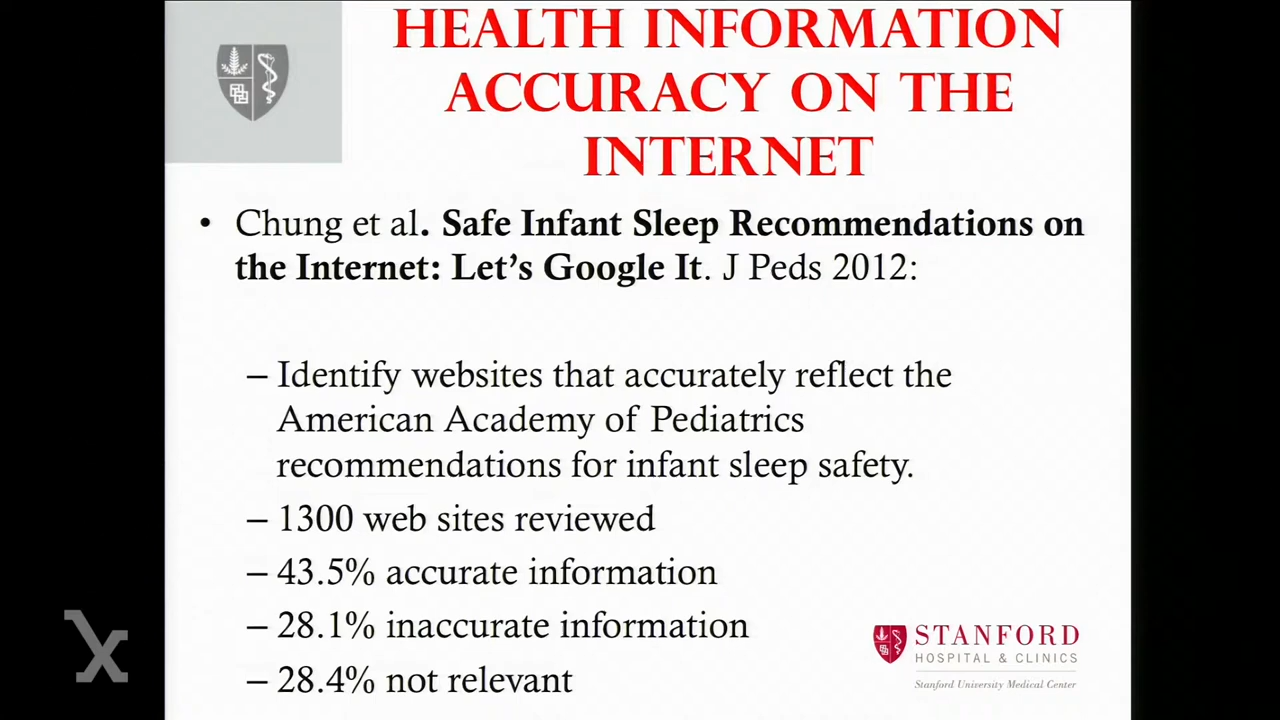 HEALTH INFORMATION
ACCURACY ON THE
INTERNET
• Chung et al. Safe Infant Sleep Recommendations on
the Internet: Let's Google It. J Peds 2012:
– Identify websites that accurately reflect the
American Academy of Pediatrics
recommendations for infant sleep safety.
– 1300 web sites reviewed
– 43.5% accurate information
– 28.1% inaccurate information
– 28.4% not relevant
STANFORD
HOSPITAL & CLINICS
Stanford University Medical Center